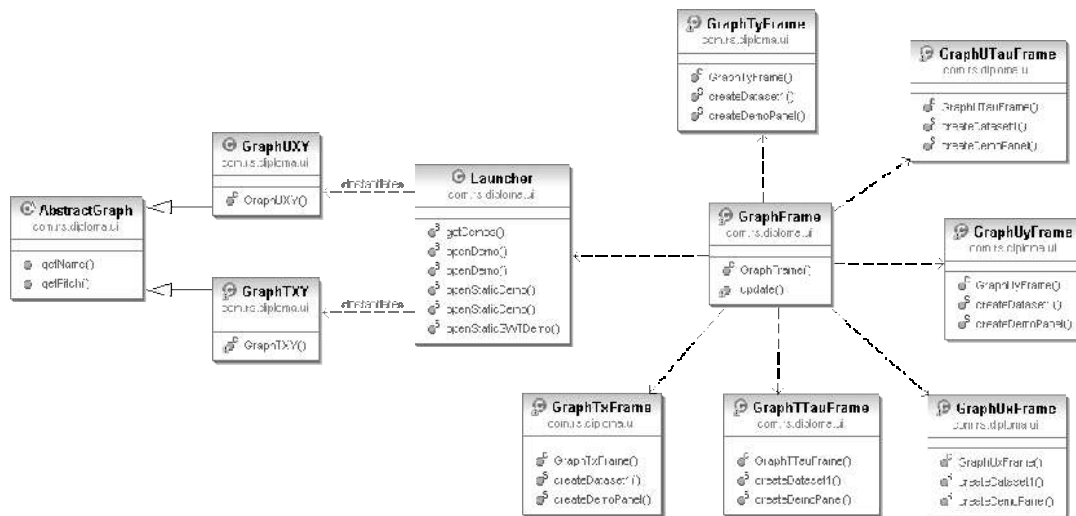 GraphTyFrame
com.rs.diploma.ui
GraphTyFrame()
createDataset1()
createDemoPanel()
GraphUTauFrame
com.rs.diploma.ui
GraphUTauFrame()
createDataset1()
createDemoPanel()
GraphUXY
com.rs.diploma.ui
GraphUXY()
«instantiate»
Launcher
com.rs.diploma.ui
getDemos()
openDemo()
openDemo()
openStaticDemo()
openStaticDemo()
openStaticSWTDemo()
AbstractGraph
com.rs.diploma.ui
getName()
getPitch()
GraphFrame
com.rs.diploma.ui
GraphFrame()
update()
GraphUyFrame
com.rs.diploma.ui
GraphUyFrame()
createDataset1()
createDemoPanel()
GraphTXY
com.rs.diploma.ui
GraphTXY()
«instantiate»
GraphTxFrame
com.rs.diploma.ui
GraphTxFrame()
createDataset1()
createDemoPanel()
GraphTTauFrame
com.rs.diploma.ui
GraphTTauFrame()
createDataset1()
createDemoPanel()
GraphUxFrame
com.rs.diploma.ui
GraphUxFrame()
createDataset1()
createDemoPanel()